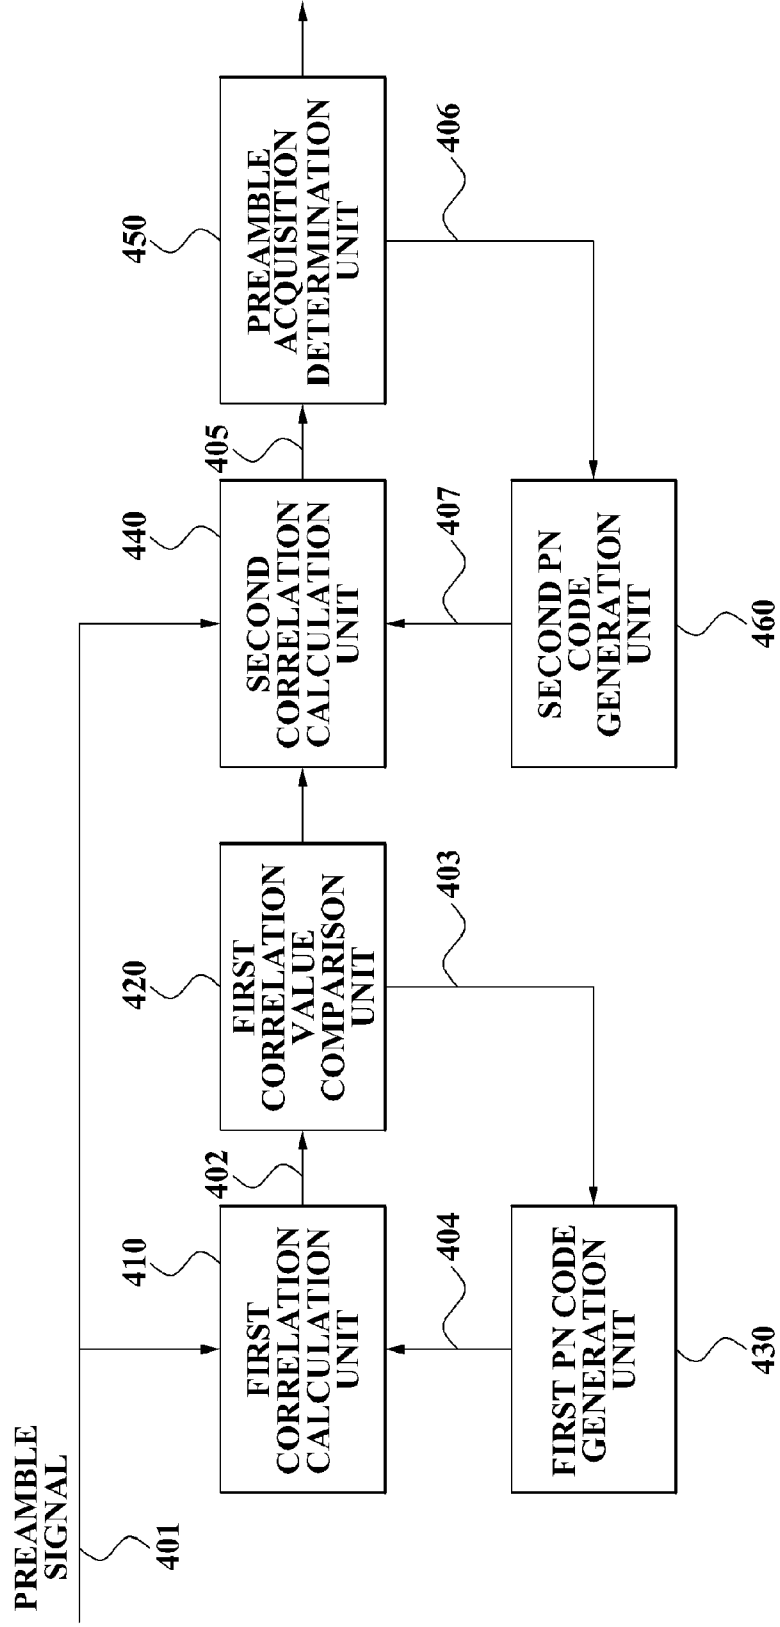 PREAMBLE
SIGNAL
401
410
FIRST
CORRELATION
CALCULATION
UNIT
402
420
FIRST
CORRELATION
VALUE
COMPARISON
UNIT
440
SECOND
CORRELATION
CALCULATION
UNIT
405
450
PREAMBLE
ACQUISITION
DETERMINATION
UNIT
404
403
407
406
FIRST PN CODE
GENERATION
UNIT
430
SECOND PN
CODE
GENERATION
UNIT
460